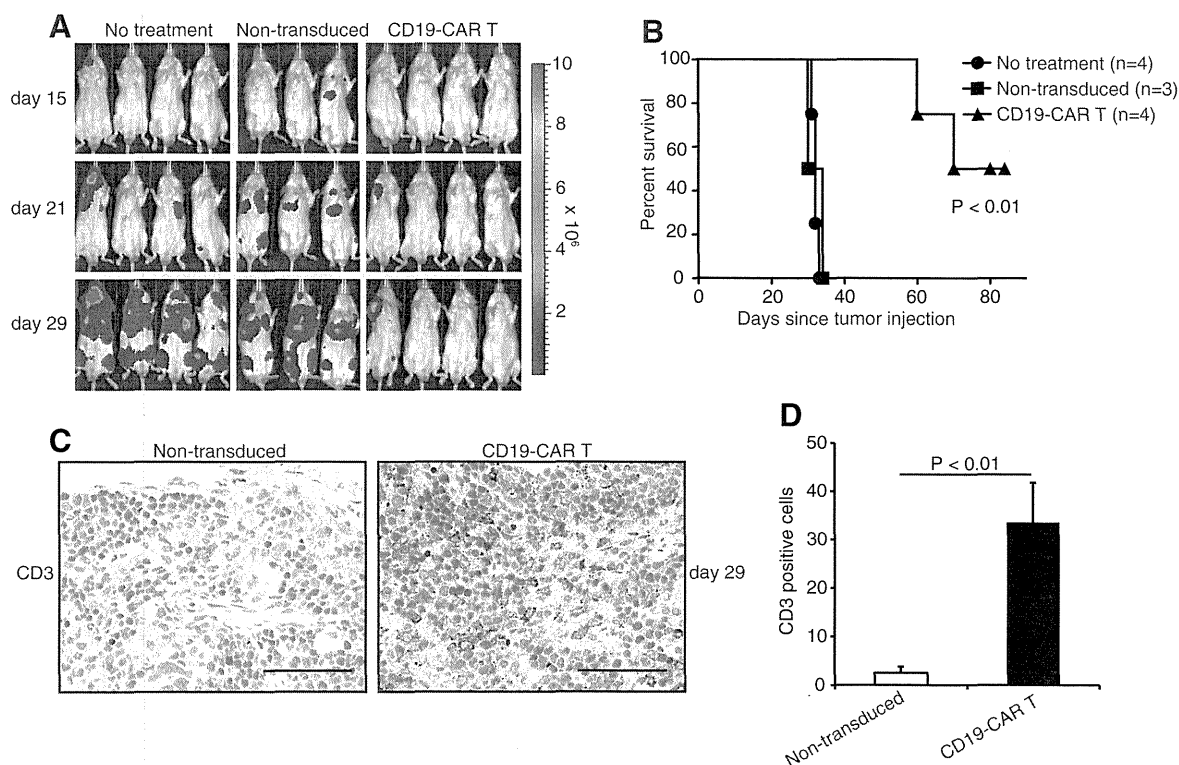 A
No treatment Non-transduced CD19-CAR T
day 15
day 21
day 29
10
8
6
4
2
x 10⁶
B
100
80
60
40
20
0
Percent survival
0 20 40 60 80
Days since tumor injection
No treatment (n=4)
Non-transduced (n=3)
CD19-CAR T (n=4)
P < 0.01
C
Non-transduced CD19-CAR T
CD3
day 29
D
50
40
30
20
10
0
CD3 positive cells
P < 0.01
Non-transduced
CD19-CAR T